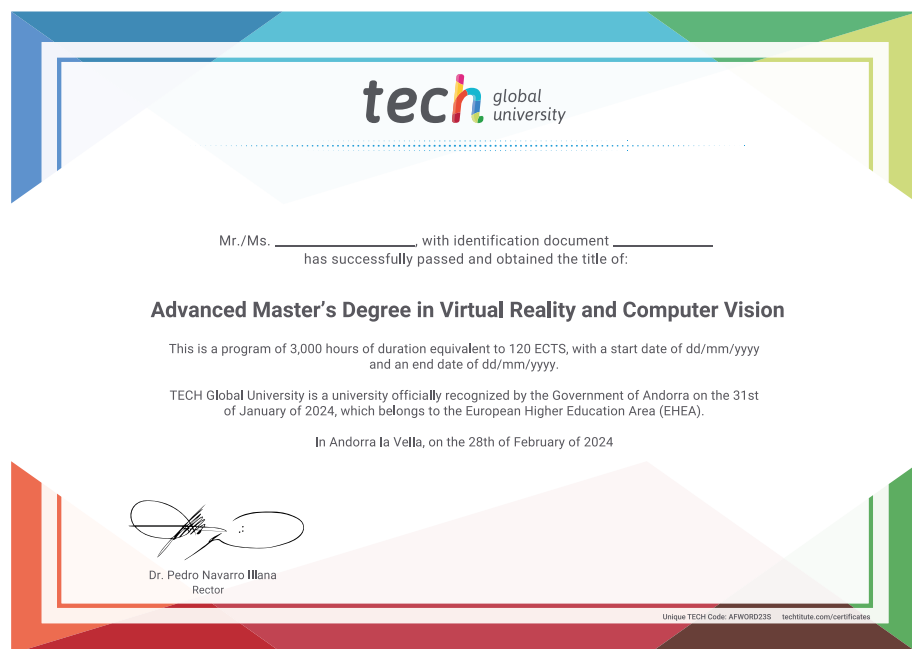 tech global university
Mr./Ms. ____________________, with identification document ______________
has successfully passed and obtained the title of:
Advanced Master’s Degree in Virtual Reality and Computer Vision
This is a program of 3,000 hours of duration equivalent to 120 ECTS, with a start date of dd/mm/yyyy
and an end date of dd/mm/yyyy.
TECH Global University is a university officially recognized by the Government of Andorra on the 31st
of January of 2024, which belongs to the European Higher Education Area (EHEA).
In Andorra la Vella, on the 28th of February of 2024
Dr. Pedro Navarro Illana
Rector
Unique TECH Code: AFWORD23S techtitute.com/certificates